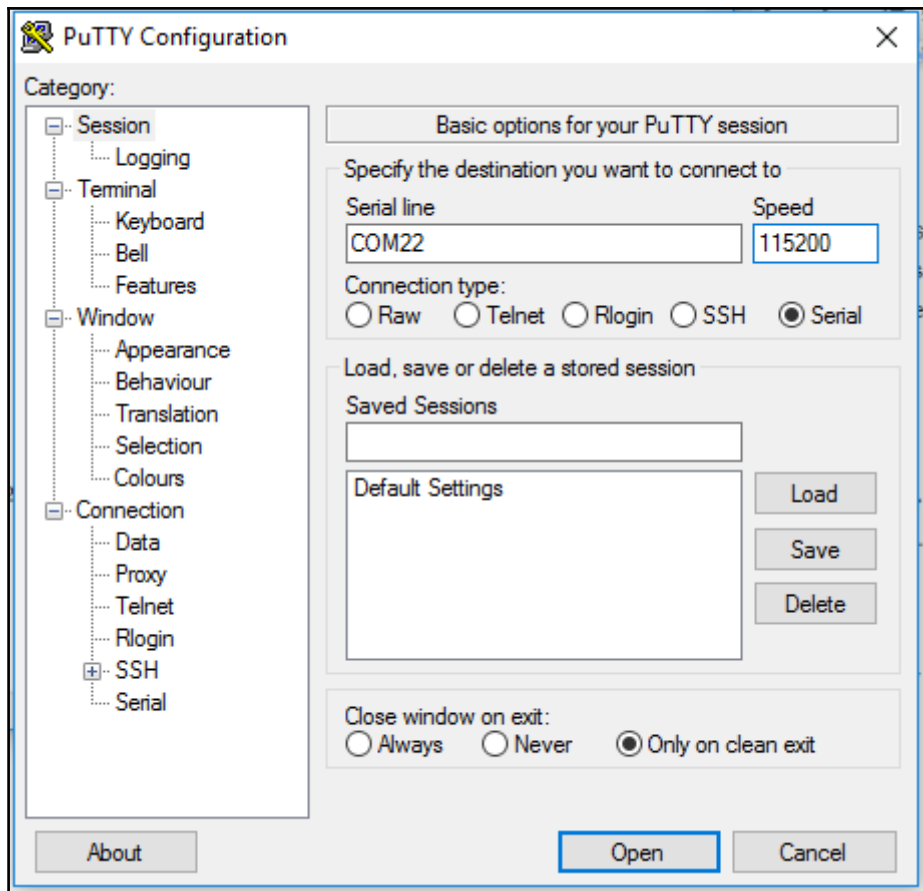 PuTTY Configuration
Category:
Session
Logging
Terminal
Keyboard
Bell
Features
Window
Appearance
Behaviour
Translation
Selection
Colours
Connection
Data
Proxy
Telnet
Rlogin
SSH
Serial
Basic options for your PuTTY session
Specify the destination you want to connect to
Serial line Speed
COM22 115200
Connection type:
Raw Telnet Rlogin SSH Serial
Load, save or delete a stored session
Saved Sessions
Default Settings
Load
Save
Delete
Close window on exit:
Always Never Only on clean exit
About Open Cancel